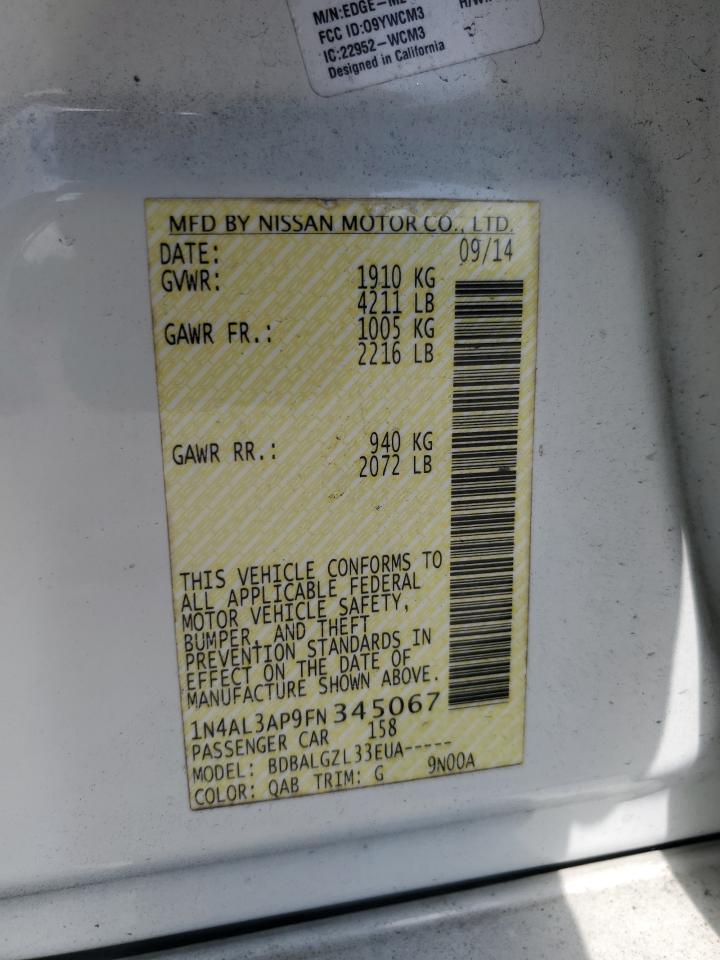 M/N:EDGE-
FCC ID:O9YWCM3
IC:22952-WCM3
Designed in California
MFD BY NISSAN MOTOR CO., LTD.
DATE: 09/14
GVWR: 1910 KG
4211 LB
GAWR FR.: 1005 KG
2216 LB
GAWR RR.: 940 KG
2072 LB
THIS VEHICLE CONFORMS TO
ALL APPLICABLE FEDERAL
MOTOR VEHICLE SAFETY,
BUMPER, AND THEFT
PREVENTION STANDARDS IN
EFFECT ON THE DATE OF
MANUFACTURE SHOWN ABOVE.
1N4AL3AP9FN345067
PASSENGER CAR 158
MODEL: BDBALGZL33EUA-----
COLOR: QAB TRIM: G 9N00A